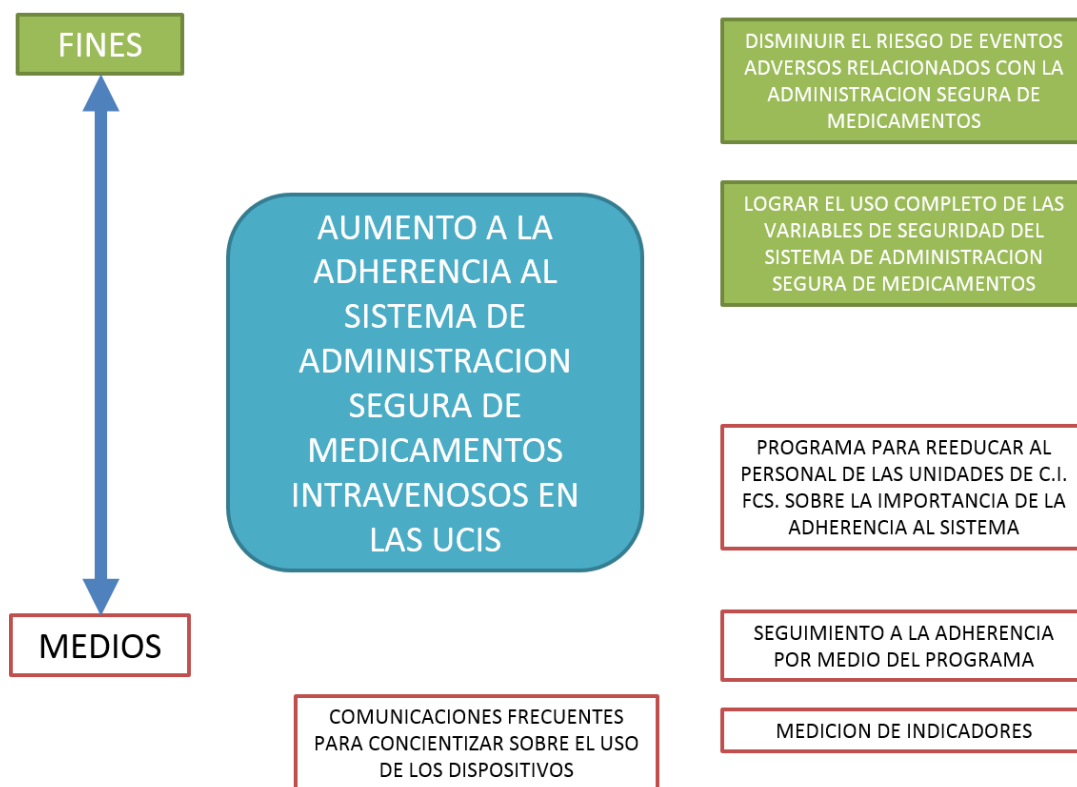 FINES
DISMINUIR EL RIESGO DE EVENTOS
ADVERSOS RELACIONADOS CON LA
ADMINISTRACION SEGURA DE
MEDICAMENTOS
AUMENTO A LA
ADHERENCIA AL
SISTEMA DE
ADMINISTRACION
SEGURA DE
MEDICAMENTOS
INTRAVENOSOS EN
LAS UCIS
LOGRAR EL USO COMPLETO DE LAS
VARIABLES DE SEGURIDAD DEL
SISTEMA DE ADMINISTRACION
SEGURA DE MEDICAMENTOS
PROGRAMA PARA REEDUCAR AL
PERSONAL DE LAS UNIDADES DE C.I.
FCS. SOBRE LA IMPORTANCIA DE LA
ADHERENCIA AL SISTEMA
MEDIOS
SEGUIMIENTO A LA ADHERENCIA
POR MEDIO DEL PROGRAMA
COMUNICACIONES FRECUENTES
PARA CONCIENTIZAR SOBRE EL USO
DE LOS DISPOSITIVOS
MEDICION DE INDICADORES